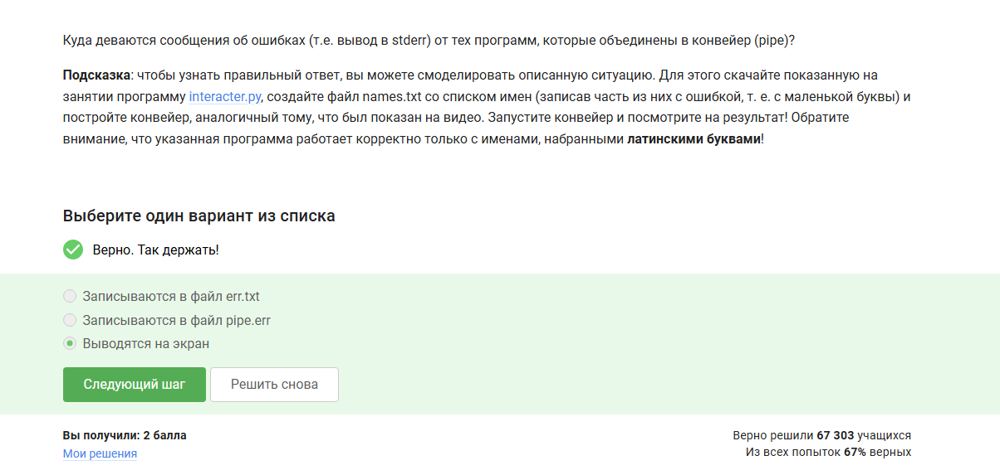 Куда деваются сообщения об ошибках (т.е. вывод в stderr) от тех программ, которые объединены в конвейер (pipe)?
Подсказка: чтобы узнать правильный ответ, вы можете смоделировать описанную ситуацию. Для этого скачайте показанную на
занятии программу interacter.py, создайте файл names.txt со списком имен (записав часть из них с ошибкой, т. е. с маленькой буквы) и
постройте конвейер, аналогичный тому, что был показан на видео. Запустите конвейер и посмотрите на результат! Обратите
внимание, что указанная программа работает корректно только с именами, набранными латинскими буквами!
Выберите один вариант из списка
Верно. Так держать!
Записываются в файл err.txt
Записываются в файл pipe.err
Выводятся на экран
Следующий шаг
Решить снова
Вы получили: 2 балла
Мои решения
Верно решили 67 303 учащихся
Из всех попыток 67% верных